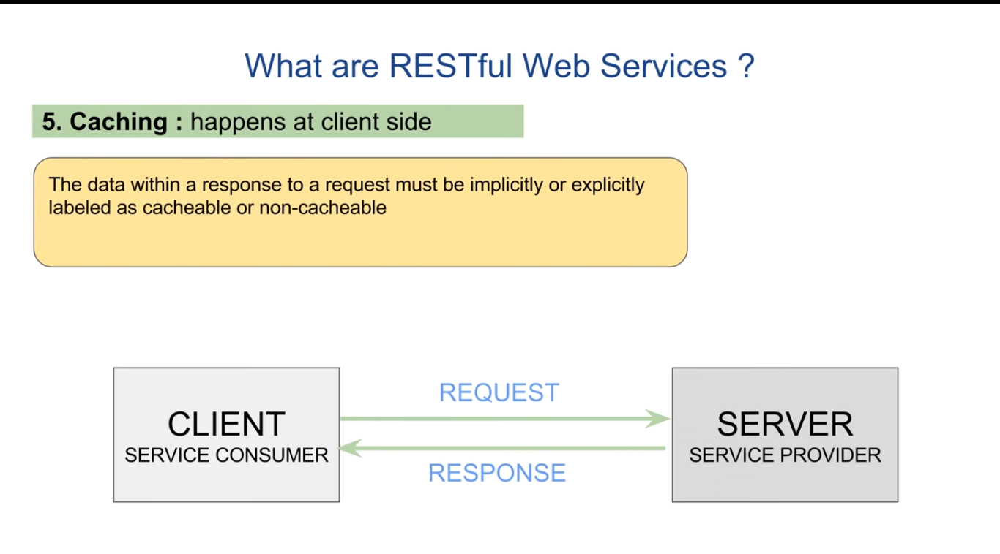 What are RESTful Web Services ?
5. Caching : happens at client side
The data within a response to a request must be implicitly or explicitly
labeled as cacheable or non-cacheable
REQUEST
CLIENT
SERVICE CONSUMER
SERVER
SERVICE PROVIDER
RESPONSE